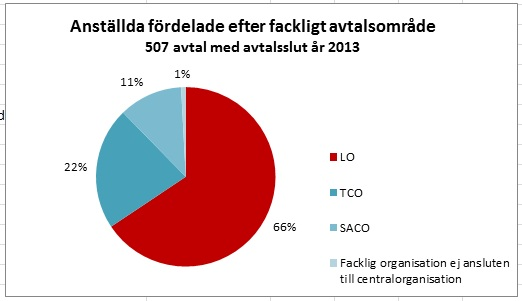 Anställda fördelade efter fackligt avtalsområde
507 avtal med avtalsslut år 2013
1%
11%
22%
66%
LO
TCO
SACO
Facklig organisation ej ansluten
till centralorganisation
d